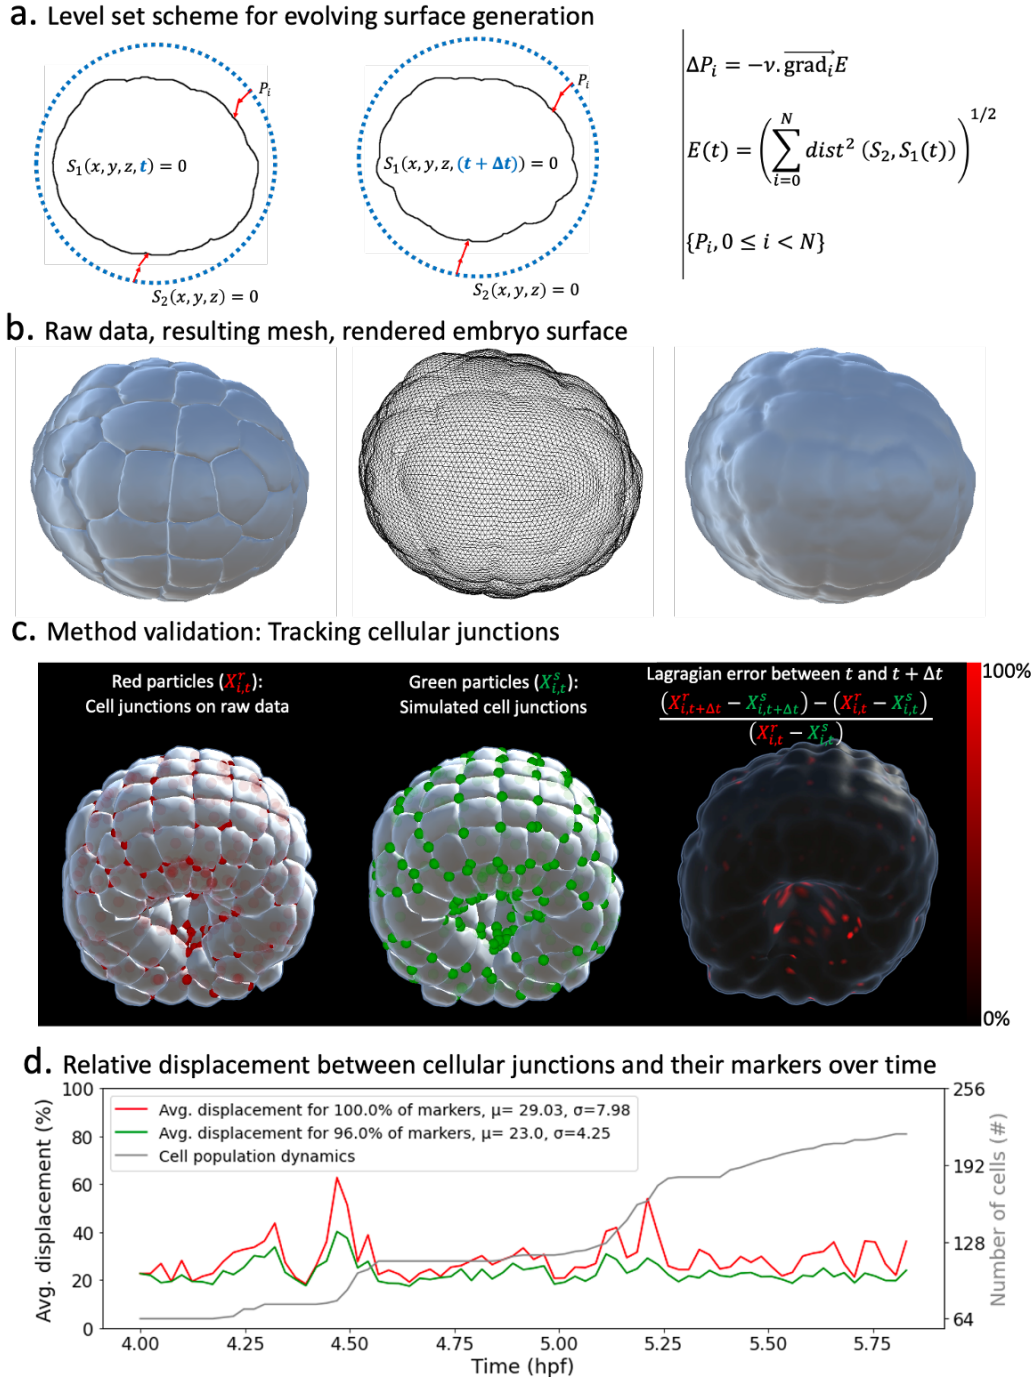 a. Level set scheme for evolving surface generation
P_i
S_1(x, y, z, t) = 0
S_2(x, y, z) = 0
P_i
S_1(x, y, z, (t + Δt)) = 0
S_2(x, y, z) = 0
ΔP_i = −ν. \overrightarrow{grad_i} E
E(t) = ( \sum_{i=0}^{N} dist^2 (S_2, S_1(t)) )^{1/2}
{P_i, 0 ≤ i < N}
b. Raw data, resulting mesh, rendered embryo surface
c. Method validation: Tracking cellular junctions
Red particles (X^r_{i,t}):
Cell junctions on raw data
Green particles (X^s_{i,t}):
Simulated cell junctions
Lagragian error between t and t + Δt
(X^r_{i,t+Δt} − X^s_{i,t+Δt}) − (X^r_{i,t} − X^s_{i,t})
(X^r_{i,t} − X^s_{i,t})
100%
0%
d. Relative displacement between cellular junctions and their markers over time
Avg. displacement (%)
100
80
60
40
20
0
Avg. displacement for 100.0% of markers, μ= 29.03, σ=7.98
Avg. displacement for 96.0% of markers, μ= 23.0, σ=4.25
Cell population dynamics
256
192
128
64
Number of cells (#)
4.00 4.25 4.50 4.75 5.00 5.25 5.50 5.75
Time (hpf)